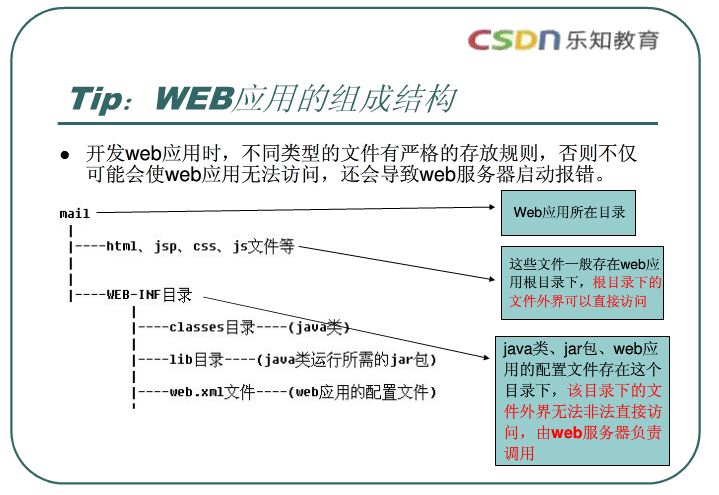 CSDN乐知教育
Tip：WEB应用的组成结构
● 开发web应用时，不同类型的文件有严格的存放规则，否则不仅
可能会使web应用无法访问，还会导致web服务器启动报错。
mail
Web应用所在目录
|----html、jsp、css、js文件等
这些文件一般存在web应
用根目录下，根目录下的
文件外界可以直接访问
|----WEB-INF目录
|----classes目录----(java类)
|----lib目录----(java类运行所需的jar包)
|----web.xml文件----(web应用的配置文件)
java类、jar包、web应
用的配置文件存在这个
目录下，该目录下的文
件外界无法非法直接访
问，由web服务器负责
调用